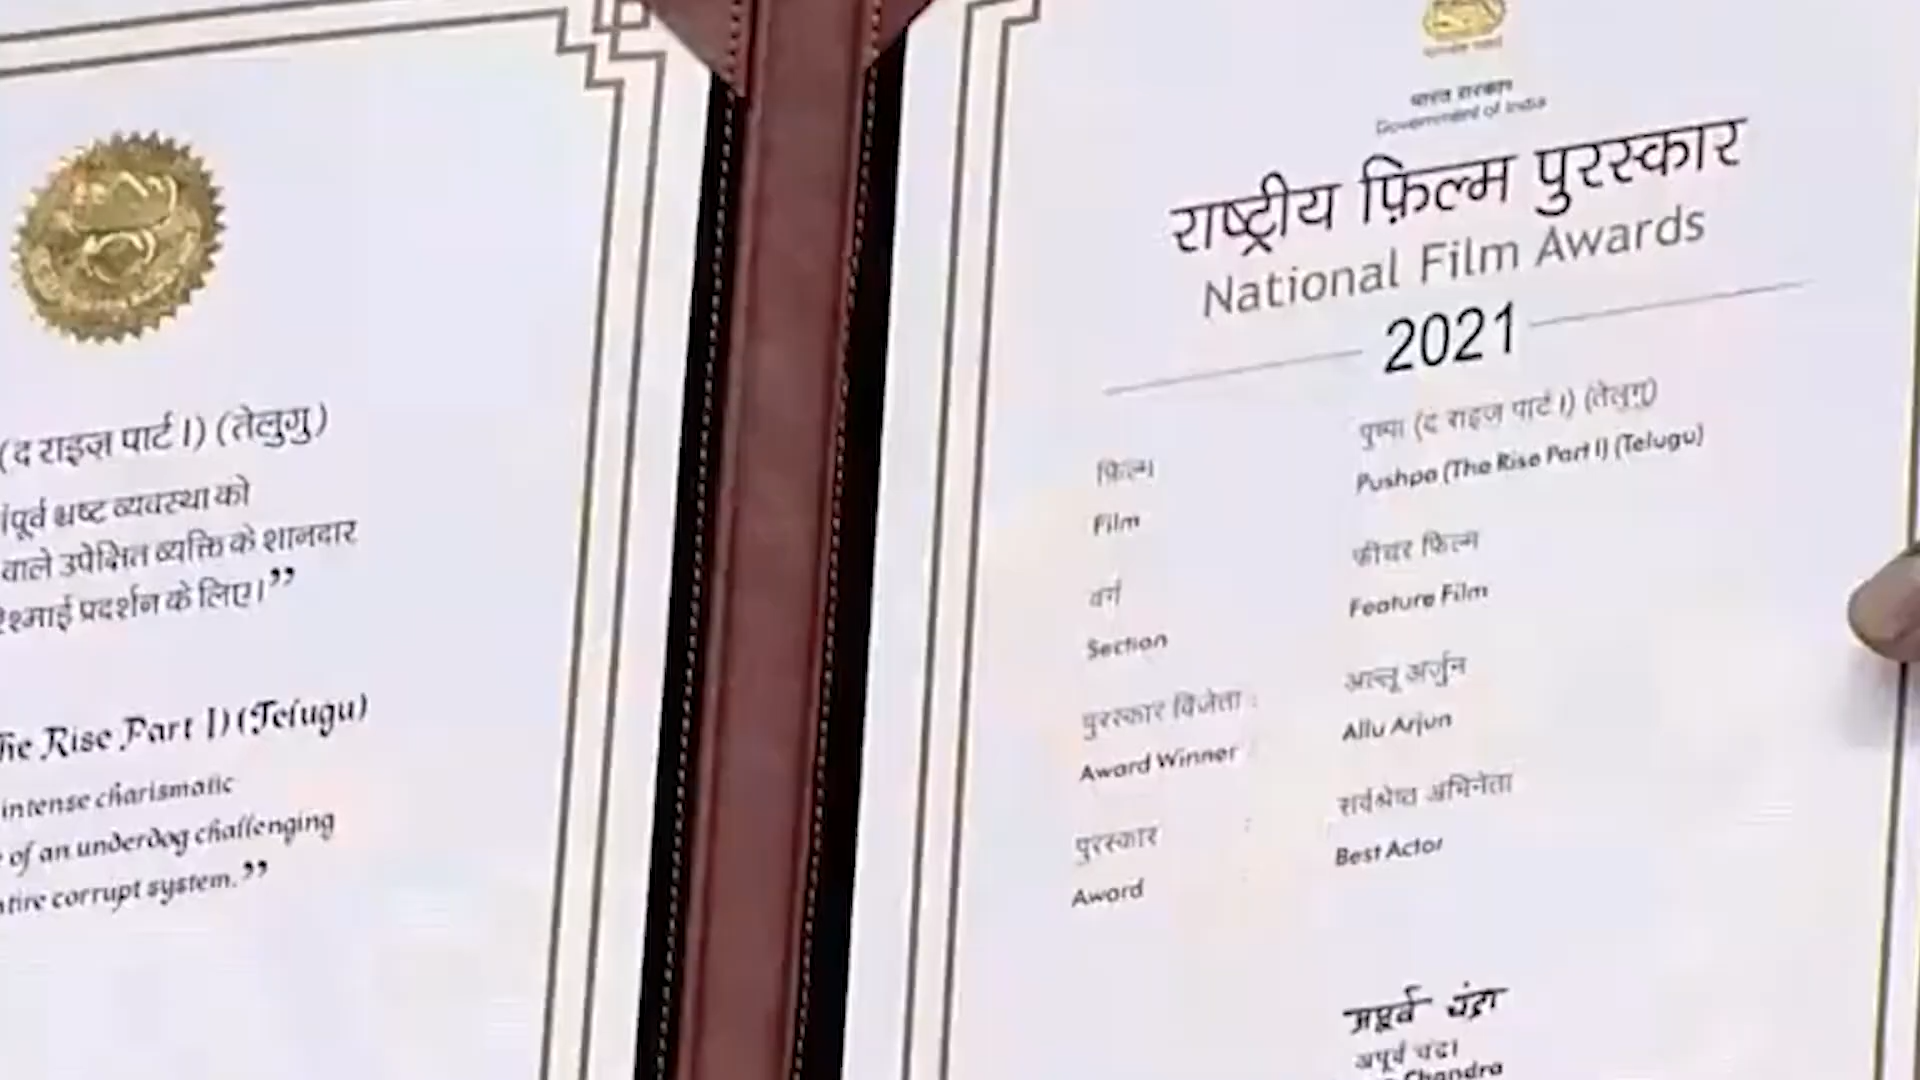 (द राइज़ पार्ट I) (तेलुगु)
भ्रष्ट व्यवस्था को
वाले उपेक्षित व्यक्ति के शानदार
प्रदर्शन के लिए।”
The Rise Part I) (Telugu)
intense charismatic
of an underdog challenging
corrupt system.”
भारत सरकार
Government of India
राष्ट्रीय फ़िल्म पुरस्कार
National Film Awards
2021
फ़िल्म
पुष्पा (द राइज़ पार्ट I) (तेलुगु)
Film
Pushpa (The Rise Part I) (Telugu)
वर्ग
फीचर फिल्म
Section
Feature Film
पुरस्कार विजेता :
अल्लू अर्जुन
Award Winner
Allu Arjun
पुरस्कार :
सर्वश्रेष्ठ अभिनेता
Award
Best Actor
अपूर्व चंद्रा
अपूर्व चंद्रा
Chandra